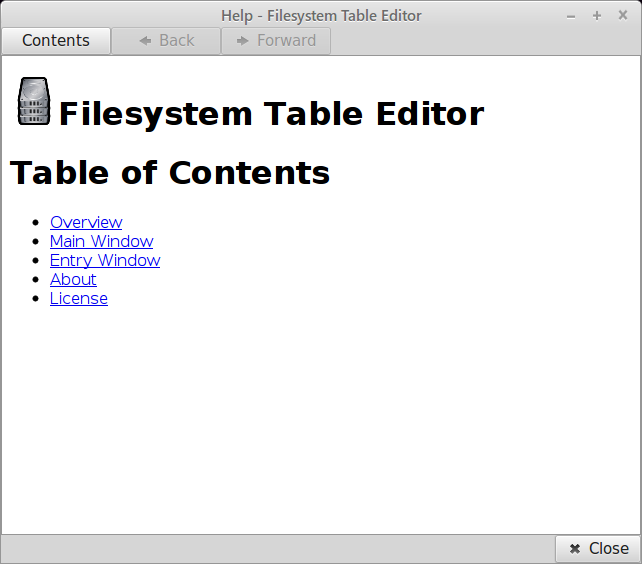 Help - Filesystem Table Editor
Contents Back Forward
Filesystem Table Editor
Table of Contents
Overview
Main Window
Entry Window
About
License
Close